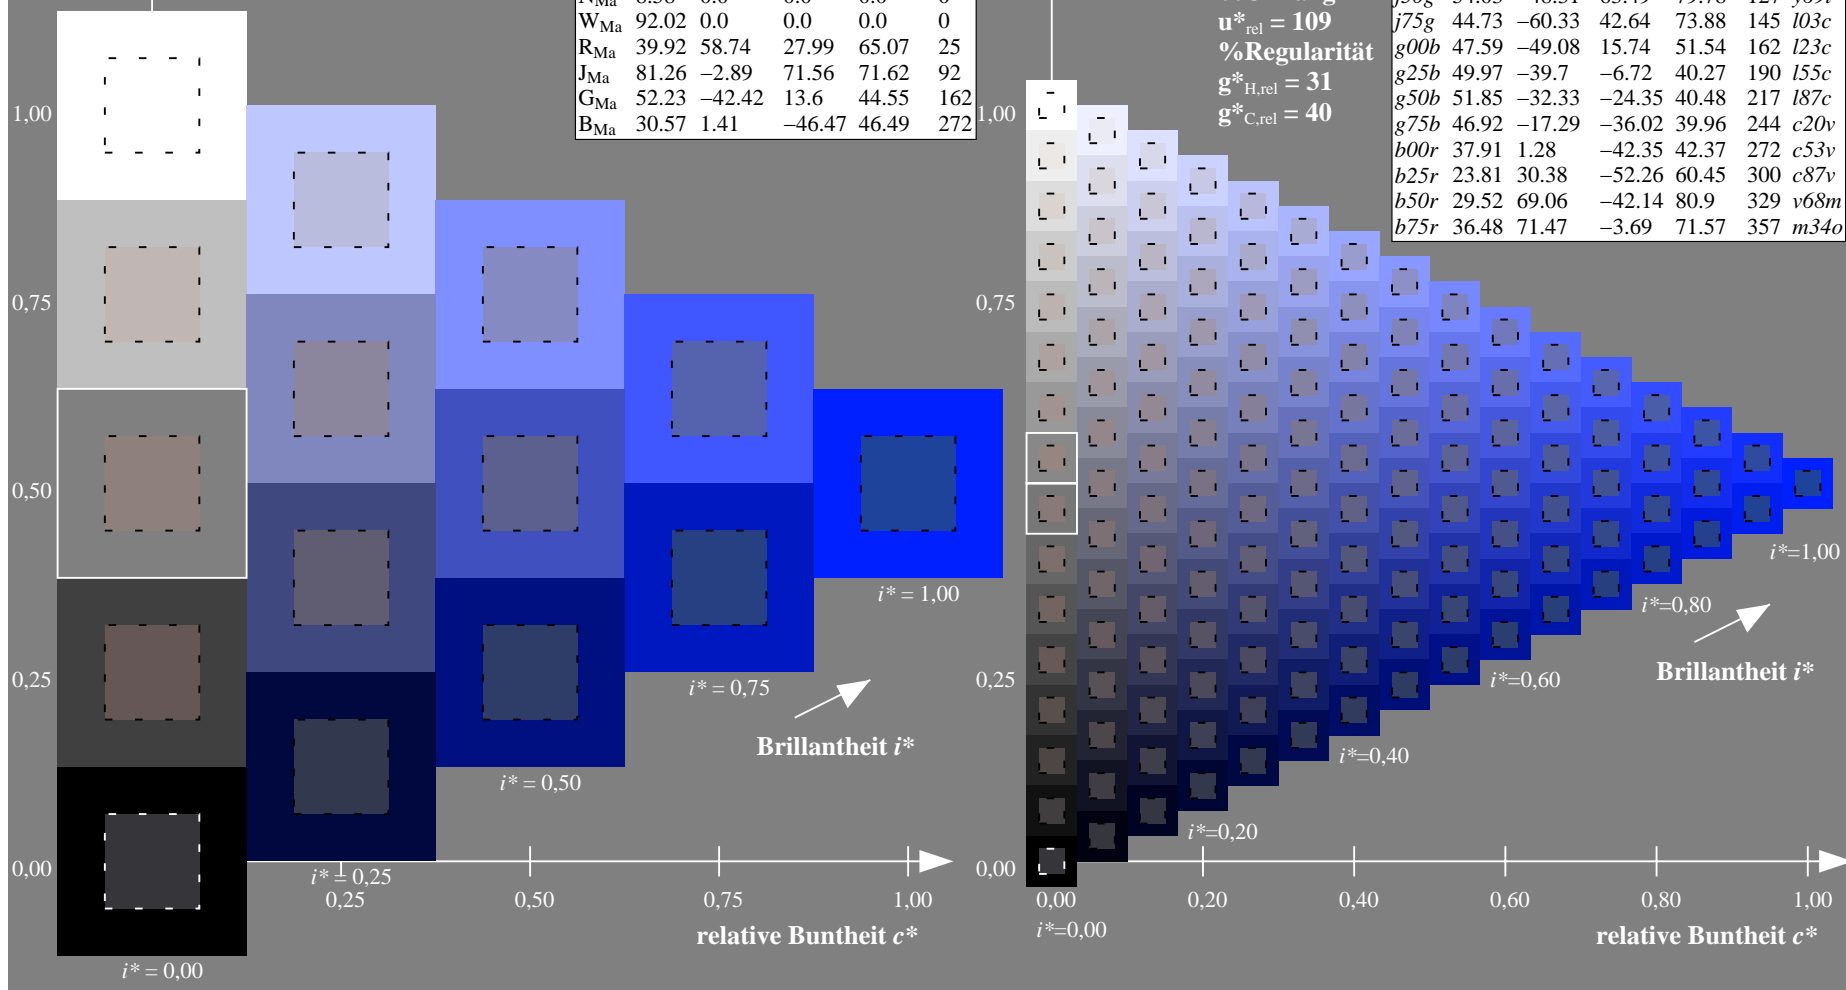 W_Ma 92.02 0.0 0.0 0.0 0
R_Ma 39.92 58.74 27.99 65.07 25
J_Ma 81.26 −2.89 71.56 71.62 92
G_Ma 52.23 −42.42 13.6 44.55 162
B_Ma 30.57 1.41 −46.47 46.49 272
1,00
0,75
0,50
0,25
0,00
i* = 1,00
i* = 0,75
Brillantheit i*
i* = 0,50
i* = 0,25
0,25 0,50 0,75 1,00
relative Buntheit c*
i* = 0,00
u*rel = 109
%Regularität
g*H,rel = 31
g*C,rel = 40
j75g 44.73 −60.33 42.64 73.88 145 l03c
g00b 47.59 −49.08 15.74 51.54 162 l23c
g25b 49.97 −39.7 −6.72 40.27 190 l55c
g50b 51.85 −32.33 −24.35 40.48 217 l87c
g75b 46.92 −17.29 −36.02 39.96 244 c20v
b00r 37.91 1.28 −42.35 42.37 272 c53v
b25r 23.81 30.38 −52.26 60.45 300 c87v
b50r 29.52 69.06 −42.14 80.9 329 v68m
b75r 36.48 71.47 −3.69 71.57 357 m34o
1,00
0,75
0,25
0,00
i*=1,00
i*=0,80
Brillantheit i*
i*=0,60
i*=0,40
i*=0,20
0,00 0,20 0,40 0,60 0,80 1,00
i*=0,00
relative Buntheit c*